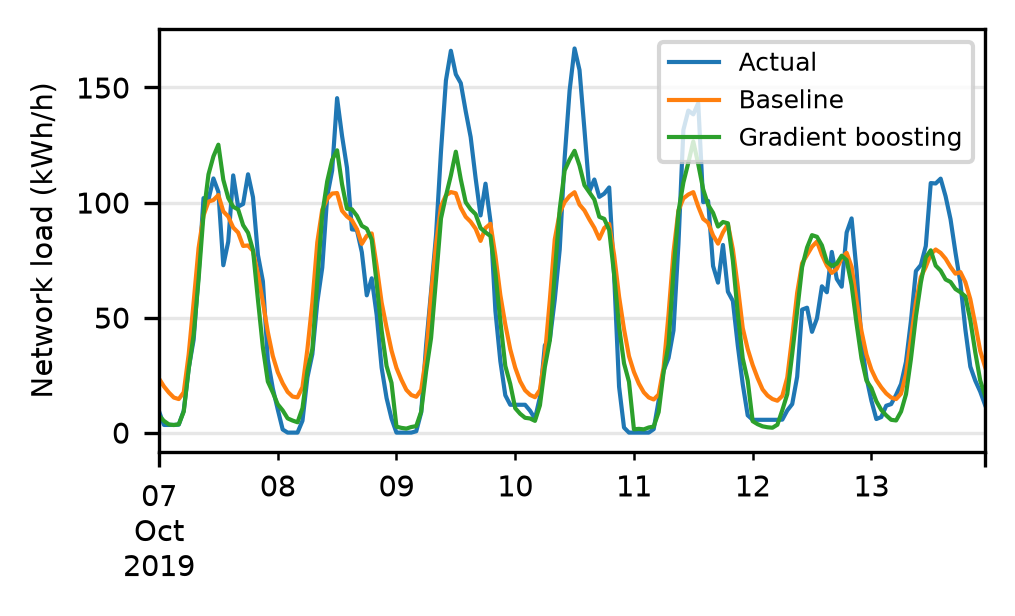 Network load (kWh/h)
150
100
50
0
Actual
Baseline
Gradient boosting
07
Oct
2019
08
09
10
11
12
13